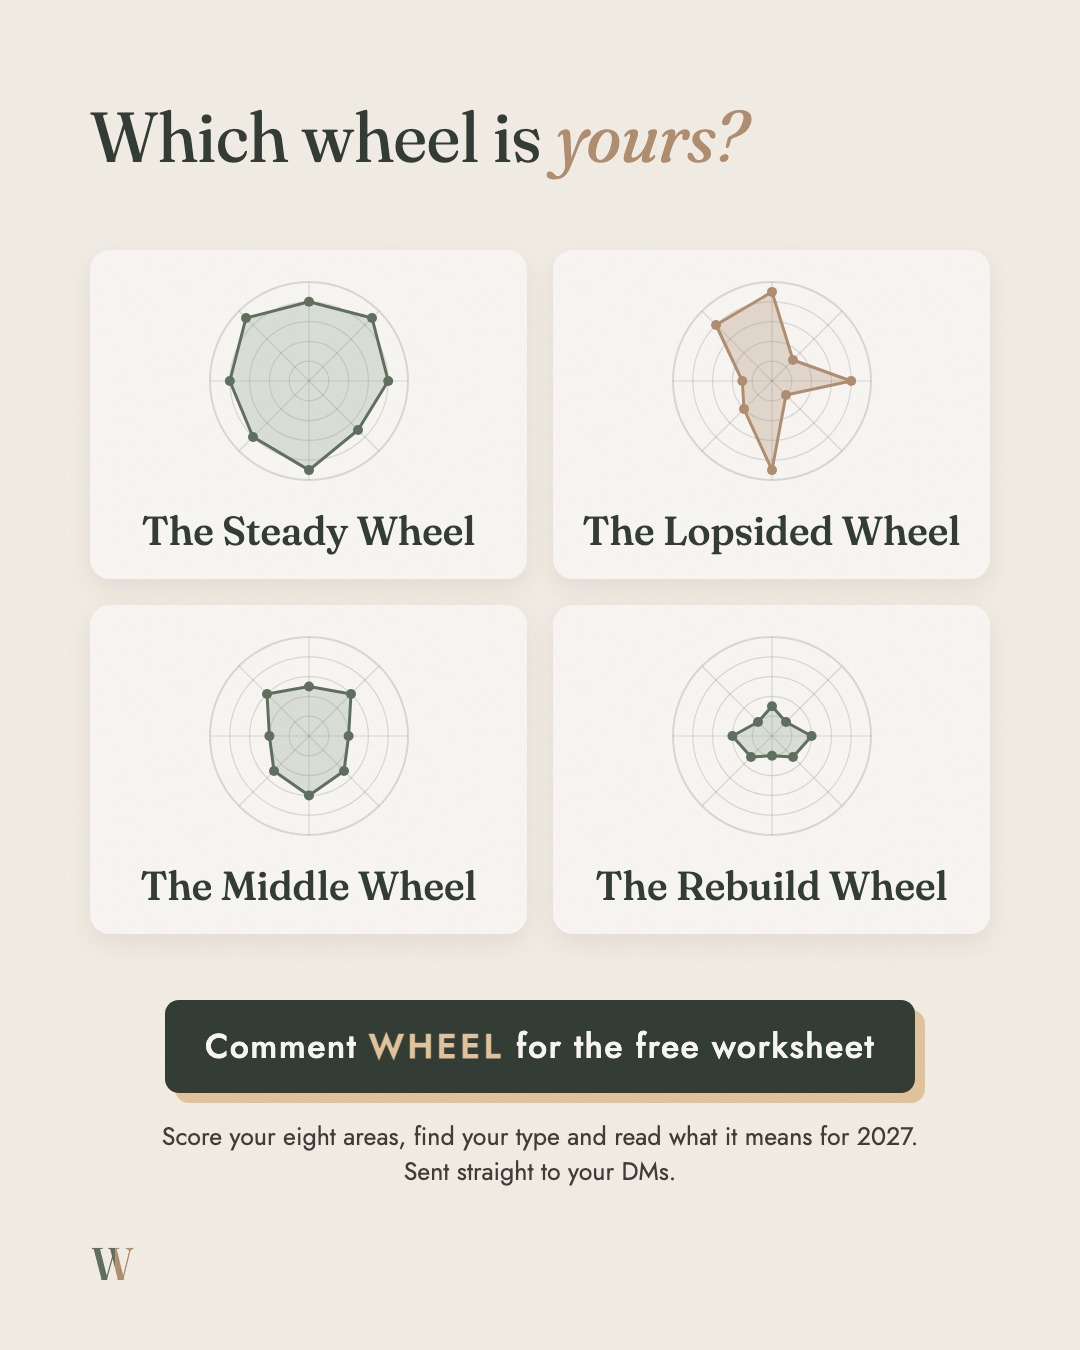 Which wheel is yours?
The Steady Wheel
The Lopsided Wheel
The Middle Wheel
The Rebuild Wheel
Comment WHEEL for the free worksheet
Score your eight areas, find your type and read what it means for 2027.
Sent straight to your DMs.
W